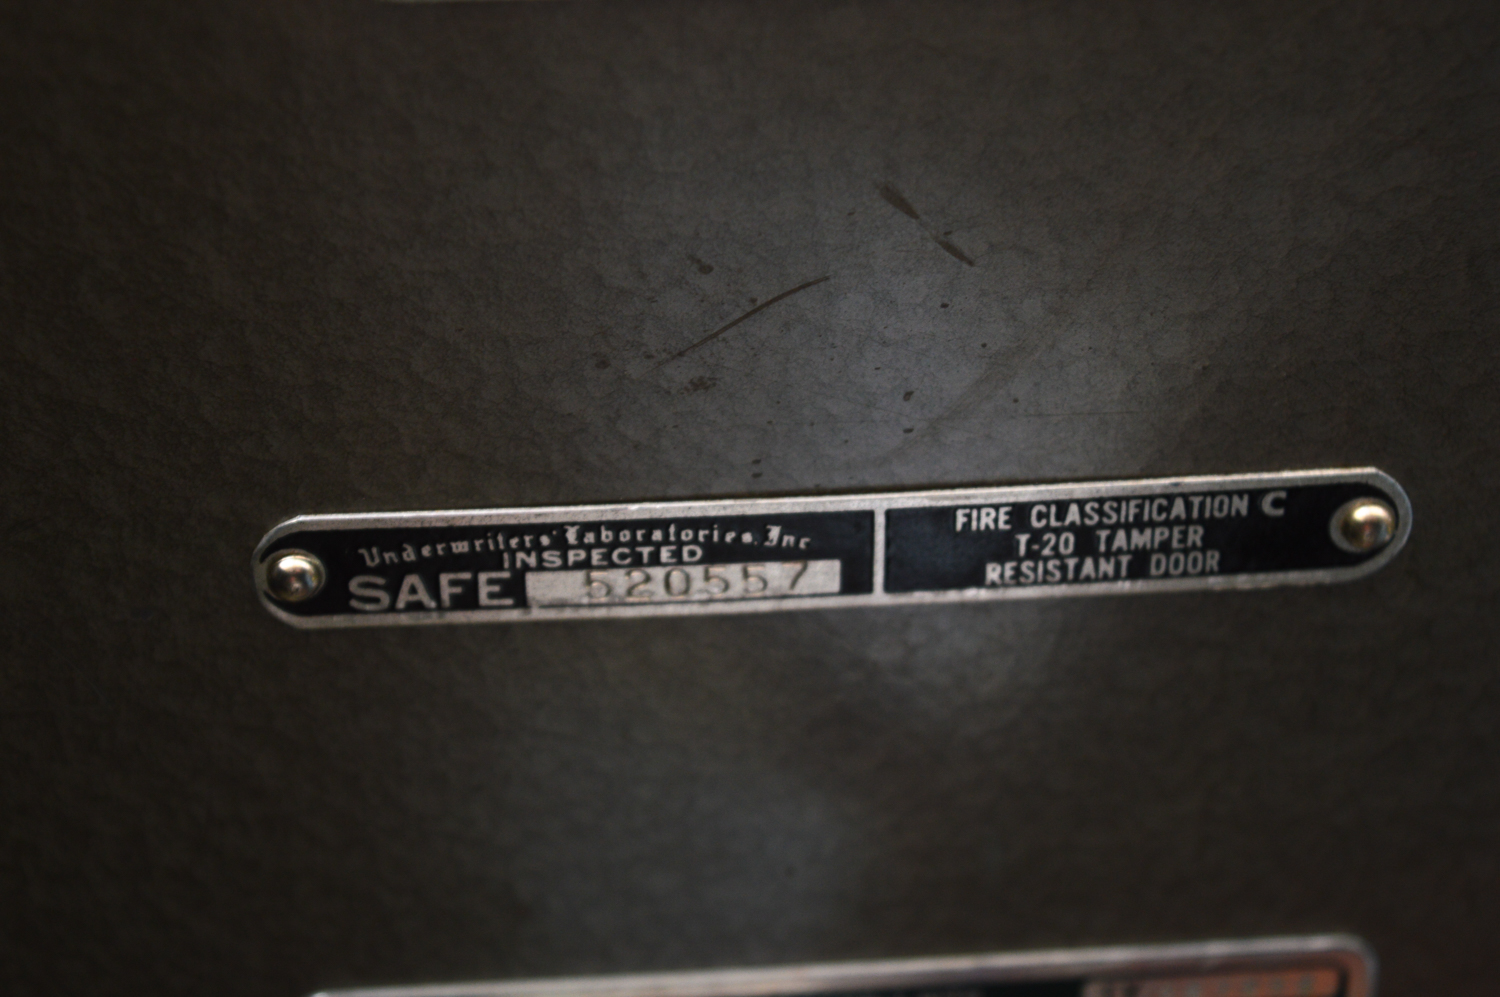 Underwriters' Laboratories, Inc
INSPECTED
SAFE 520557
FIRE CLASSIFICATION C
T-20 TAMPER
RESISTANT DOOR